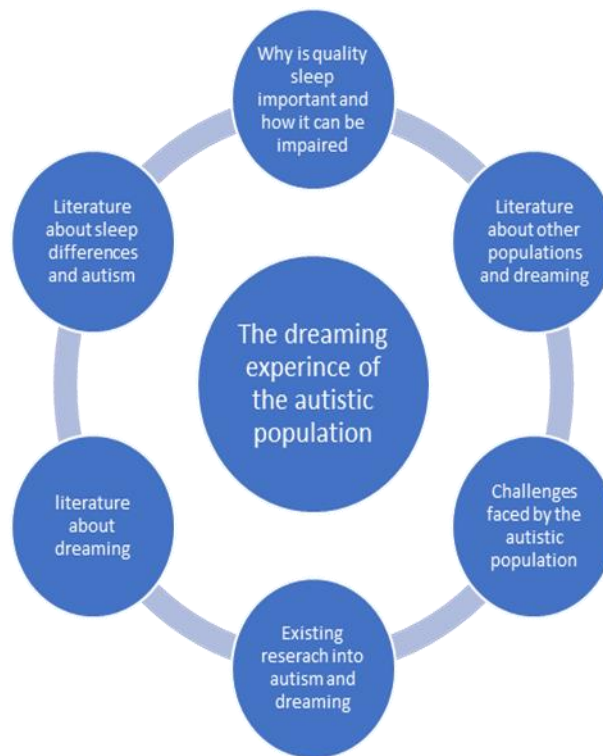 Why is quality
sleep
important and
how it can be
impaired
Literature
about other
populations
and dreaming
Challenges
faced by the
autistic
population
Existing
reserach into
autism and
dreaming
literature
about
dreaming
Literature
about sleep
differences
and autism
The dreaming
experince of
the autistic
population